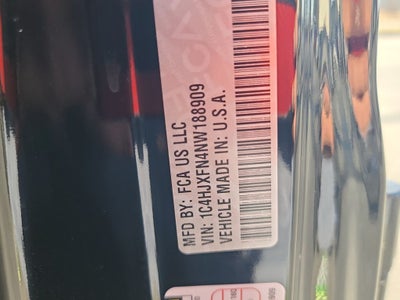 MFD BY: FCA US LLC
VIN: 1C4HJXFN4NW188909
VEHICLE MADE IN: U.S.A.